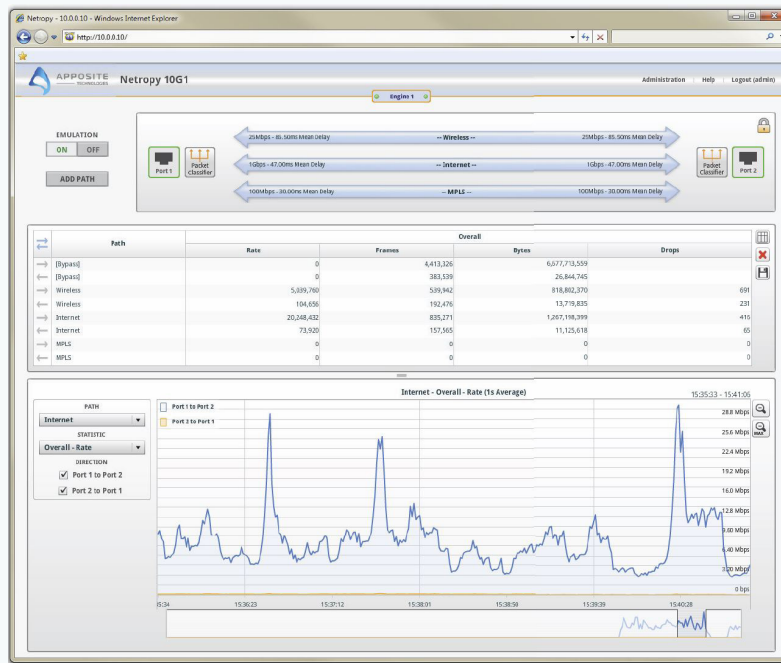 Netropy - 10.0.0.10 - Windows Internet Explorer
http://10.0.0.10/
APPOSITE
TECHNOLOGIES
Netropy 10G1
Administration Help Logout (admin)
Engine 1
EMULATION
ON OFF
ADD PATH
Port 1
Packet Classifier
25Mbps - 85.50ms Mean Delay -- Wireless -- 25Mbps - 85.50ms Mean Delay
1Gbps - 47.00ms Mean Delay -- Internet -- 1Gbps - 47.00ms Mean Delay
100Mbps - 30.00ms Mean Delay -- MPLS -- 100Mbps - 30.00ms Mean Delay
Packet Classifier
Port 2
Path Overall
Rate Frames Bytes Drops
[Bypass] 0 4,413,326 6,677,713,559
[Bypass] 0 383,539 26,844,745
Wireless 5,039,760 539,942 818,802,370 691
Wireless 104,656 192,476 13,719,835 231
Internet 20,248,432 835,271 1,267,198,399 416
Internet 73,920 157,565 11,125,618 65
MPLS 0 0 0 0
MPLS 0 0 0 0
Internet - Overall - Rate (1s Average)
15:35:33 - 15:41:06
PATH
Internet
STATISTIC
Overall - Rate
DIRECTION
Port 1 to Port 2
Port 2 to Port 1
Port 1 to Port 2
Port 2 to Port 1
28.8 Mbps
25.6 Mbps
22.4 Mbps
19.2 Mbps
16.0 Mbps
12.8 Mbps
9.60 Mbps
6.40 Mbps
3.20 Mbps
0 bps
MAX
15:34 15:36:23 15:37:12 15:38:01 15:38:50 15:39:39 15:40:28